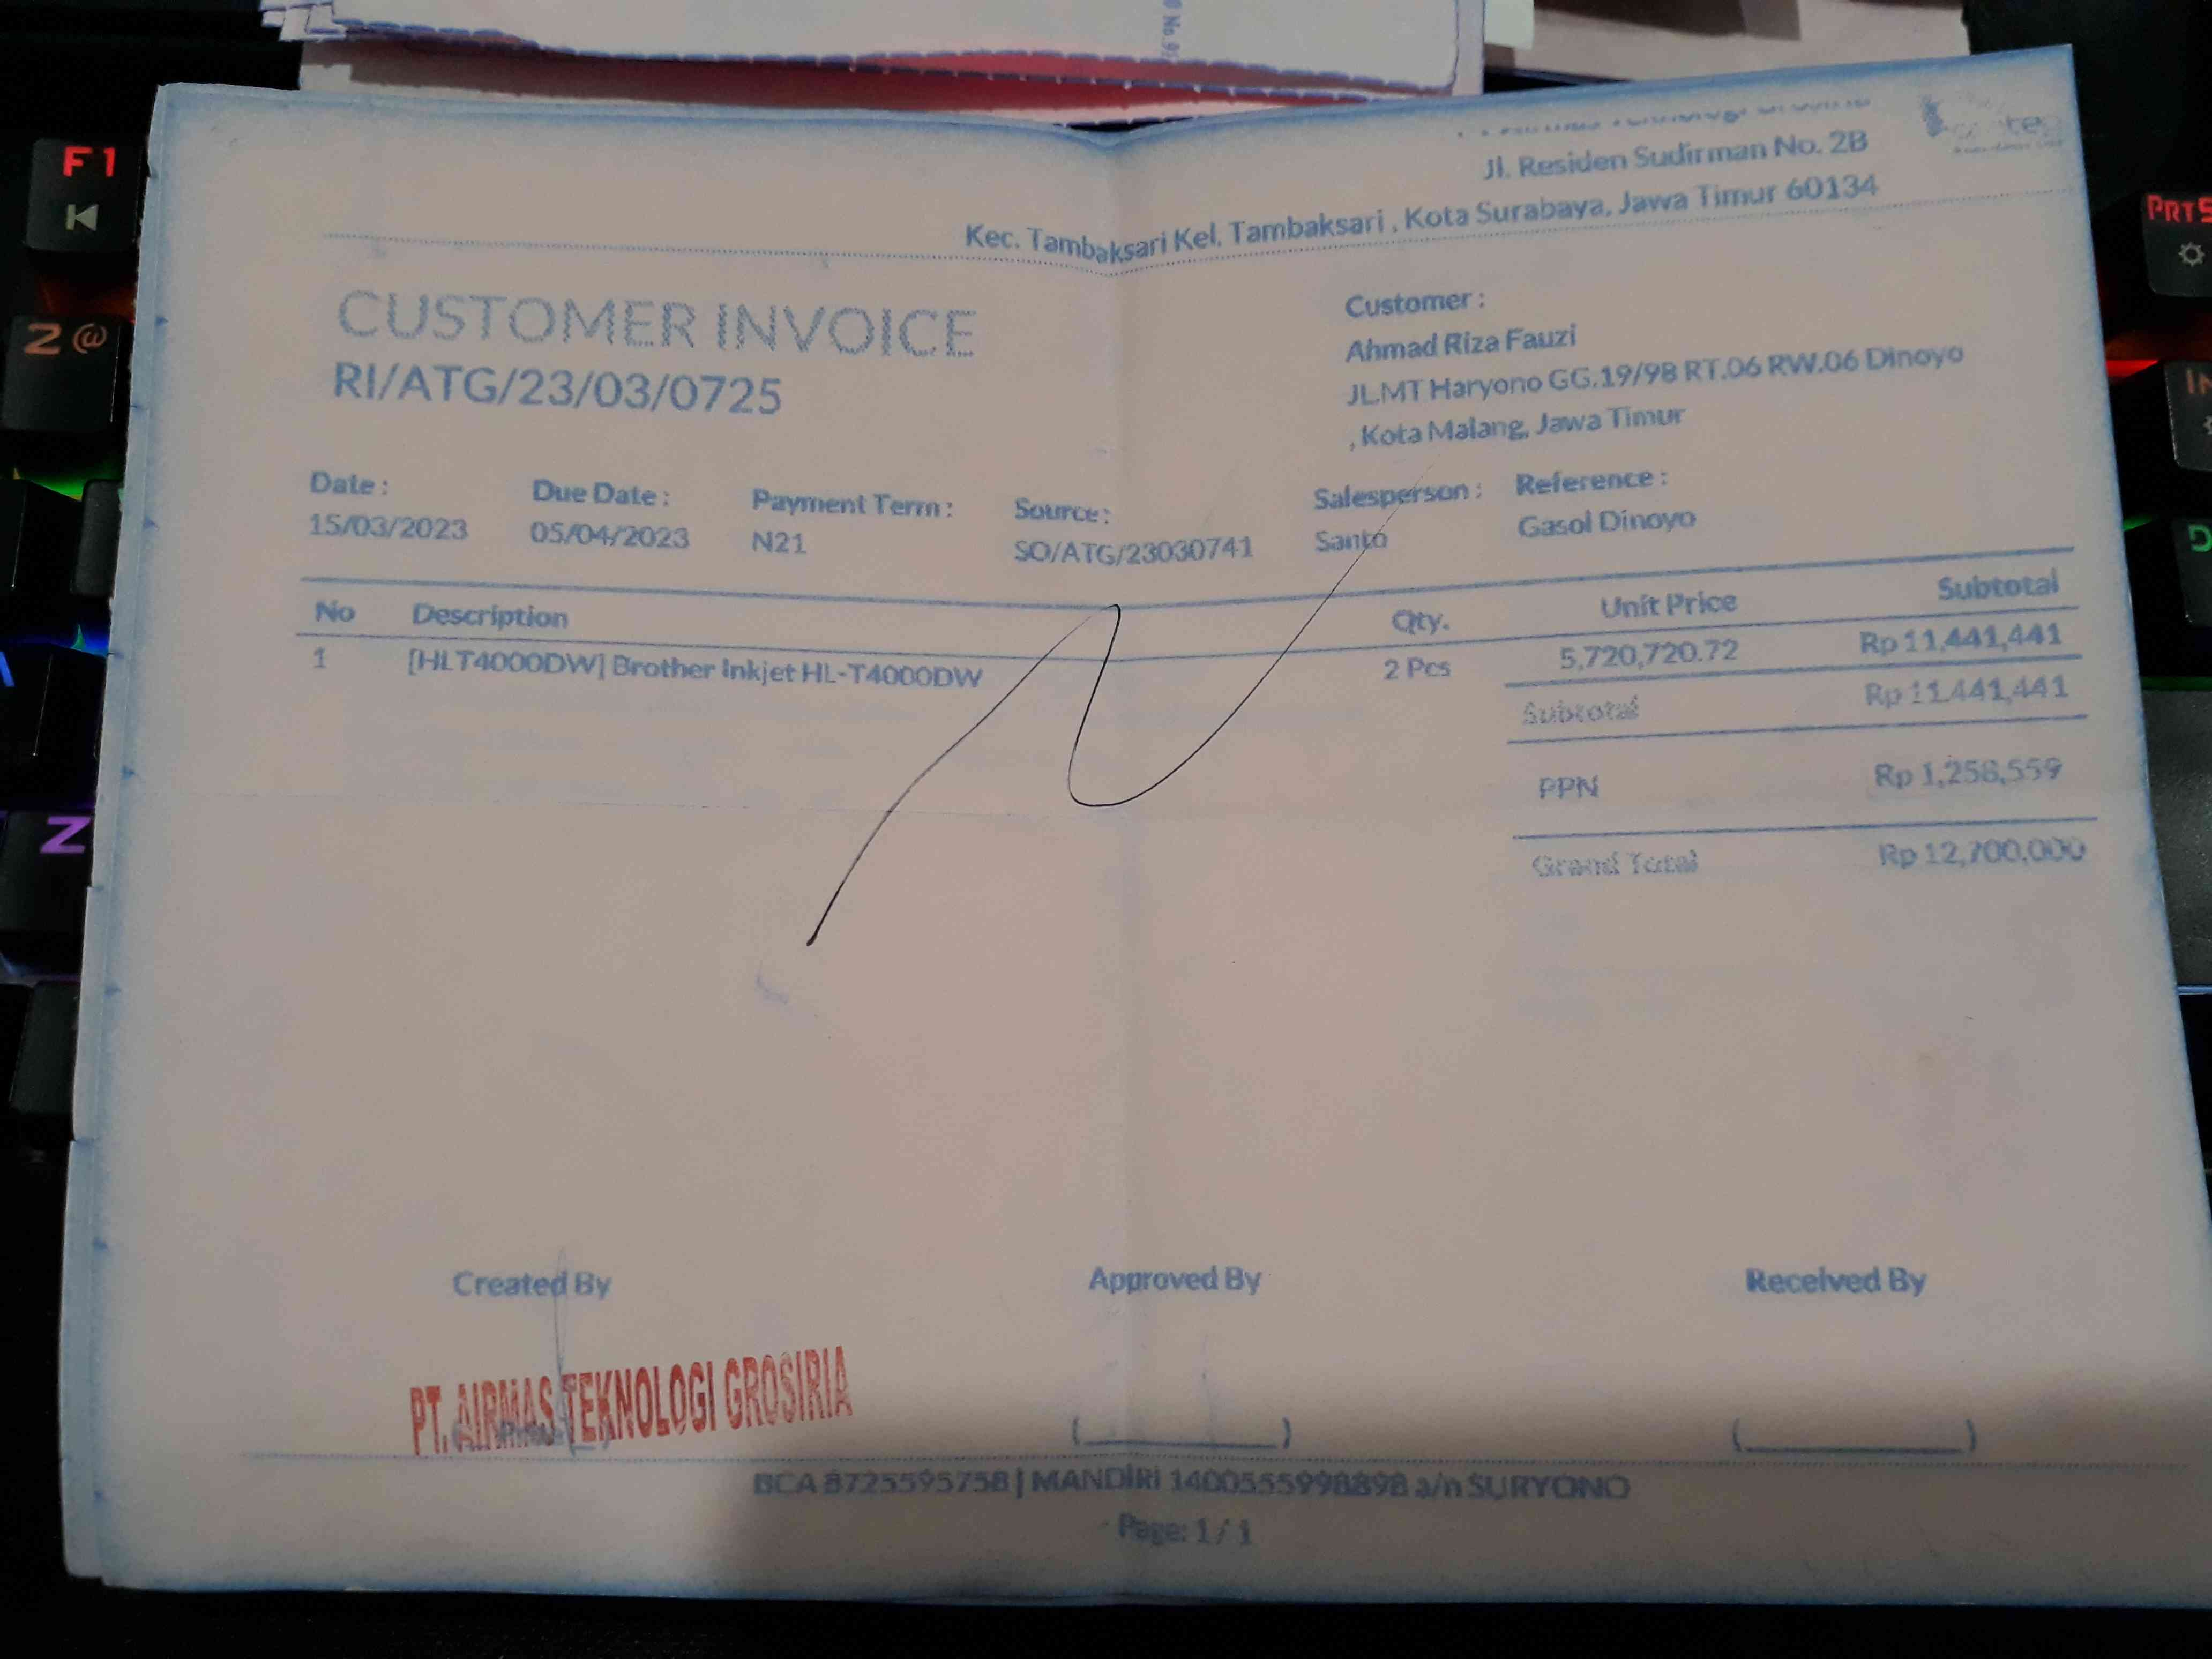 Jl. Residen Sudirman No. 2B
Kec. Tambaksari Kel. Tambaksari , Kota Surabaya, Jawa Timur 60134
CUSTOMER INVOICE
RI/ATG/23/03/0725
Customer :
Ahmad Riza Fauzi
JL.MT Haryono GG.19/98 RT.06 RW.06 Dinoyo
, Kota Malang, Jawa Timur
Date : Due Date : Payment Term : Source : Salesperson : Reference :
15/03/2023 05/04/2023 N21 SO/ATG/23030741 Santo Gasol Dinoyo
No Description Qty. Unit Price Subtotal
1 [HLT4000DW] Brother Inkjet HL-T4000DW 2 Pcs 5,720,720.72 Rp 11,441,441
Subtotal Rp 11,441,441
PPN Rp 1,258,559
Grand Total Rp 12,700,000
Created By Approved By Received By
PT. AIRMAS TEKNOLOGI GROSIRIA
(____________) (____________)
BCA 8725595758 | MANDIRI 1400555998898 a/n SURYONO
Page: 1 / 1
F1
Z @
Z